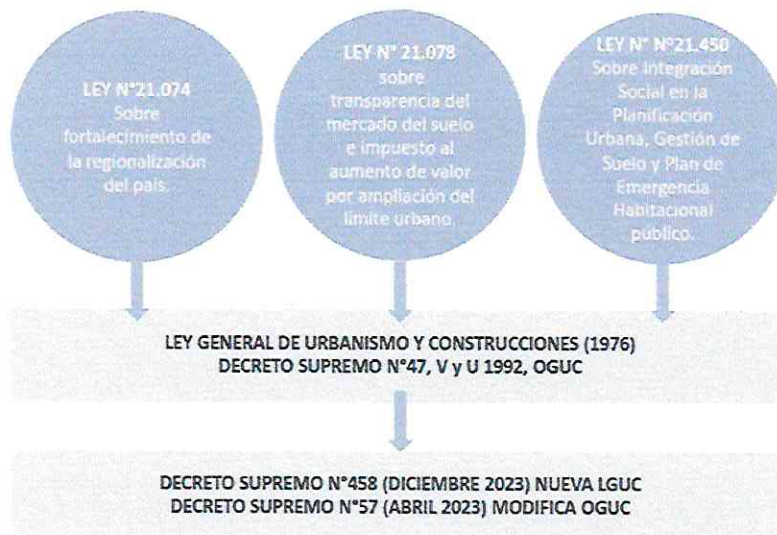 LEY N°21.074
Sobre
fortalecimiento de
la regionalización
del país.
LEY N° 21.078
sobre
transparencia del
mercado del suelo
e impuesto al
aumento de valor
por ampliación del
límite urbano.
LEY N° N°21.450
Sobre Integración
Social en la
Planificación
Urbana, Gestión de
Suelo y Plan de
Emergencia
Habitacional
público.
LEY GENERAL DE URBANISMO Y CONSTRUCCIONES (1976)
DECRETO SUPREMO N°47, V y U 1992, OGUC
DECRETO SUPREMO N°458 (DICIEMBRE 2023) NUEVA LGUC
DECRETO SUPREMO N°57 (ABRIL 2023) MODIFICA OGUC